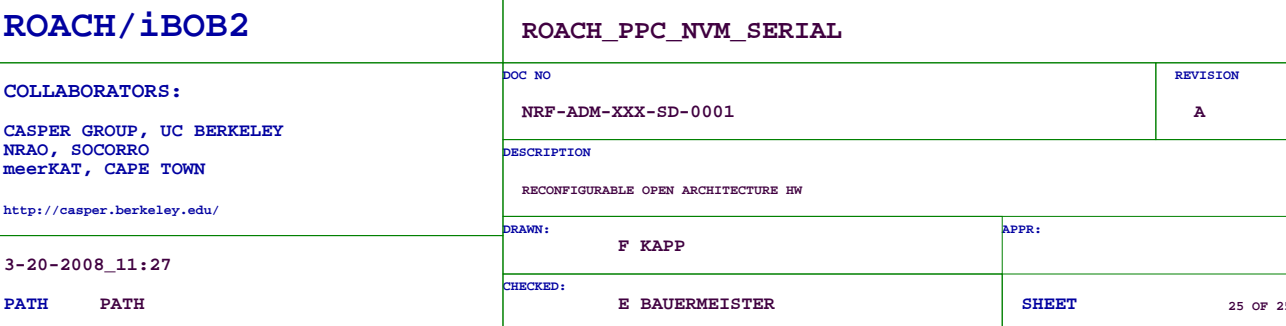 ROACH/iBOB2
ROACH_PPC_NVM_SERIAL
COLLABORATORS:
CASPER GROUP, UC BERKELEY
NRAO, SOCORRO
meerKAT, CAPE TOWN
http://casper.berkeley.edu/
3-20-2008_11:27
PATH PATH
DOC NO
NRF-ADM-XXX-SD-0001
REVISION
A
DESCRIPTION
RECONFIGURABLE OPEN ARCHITECTURE HW
DRAWN:
F KAPP
APPR:
CHECKED:
E BAUERMEISTER
SHEET 25 OF